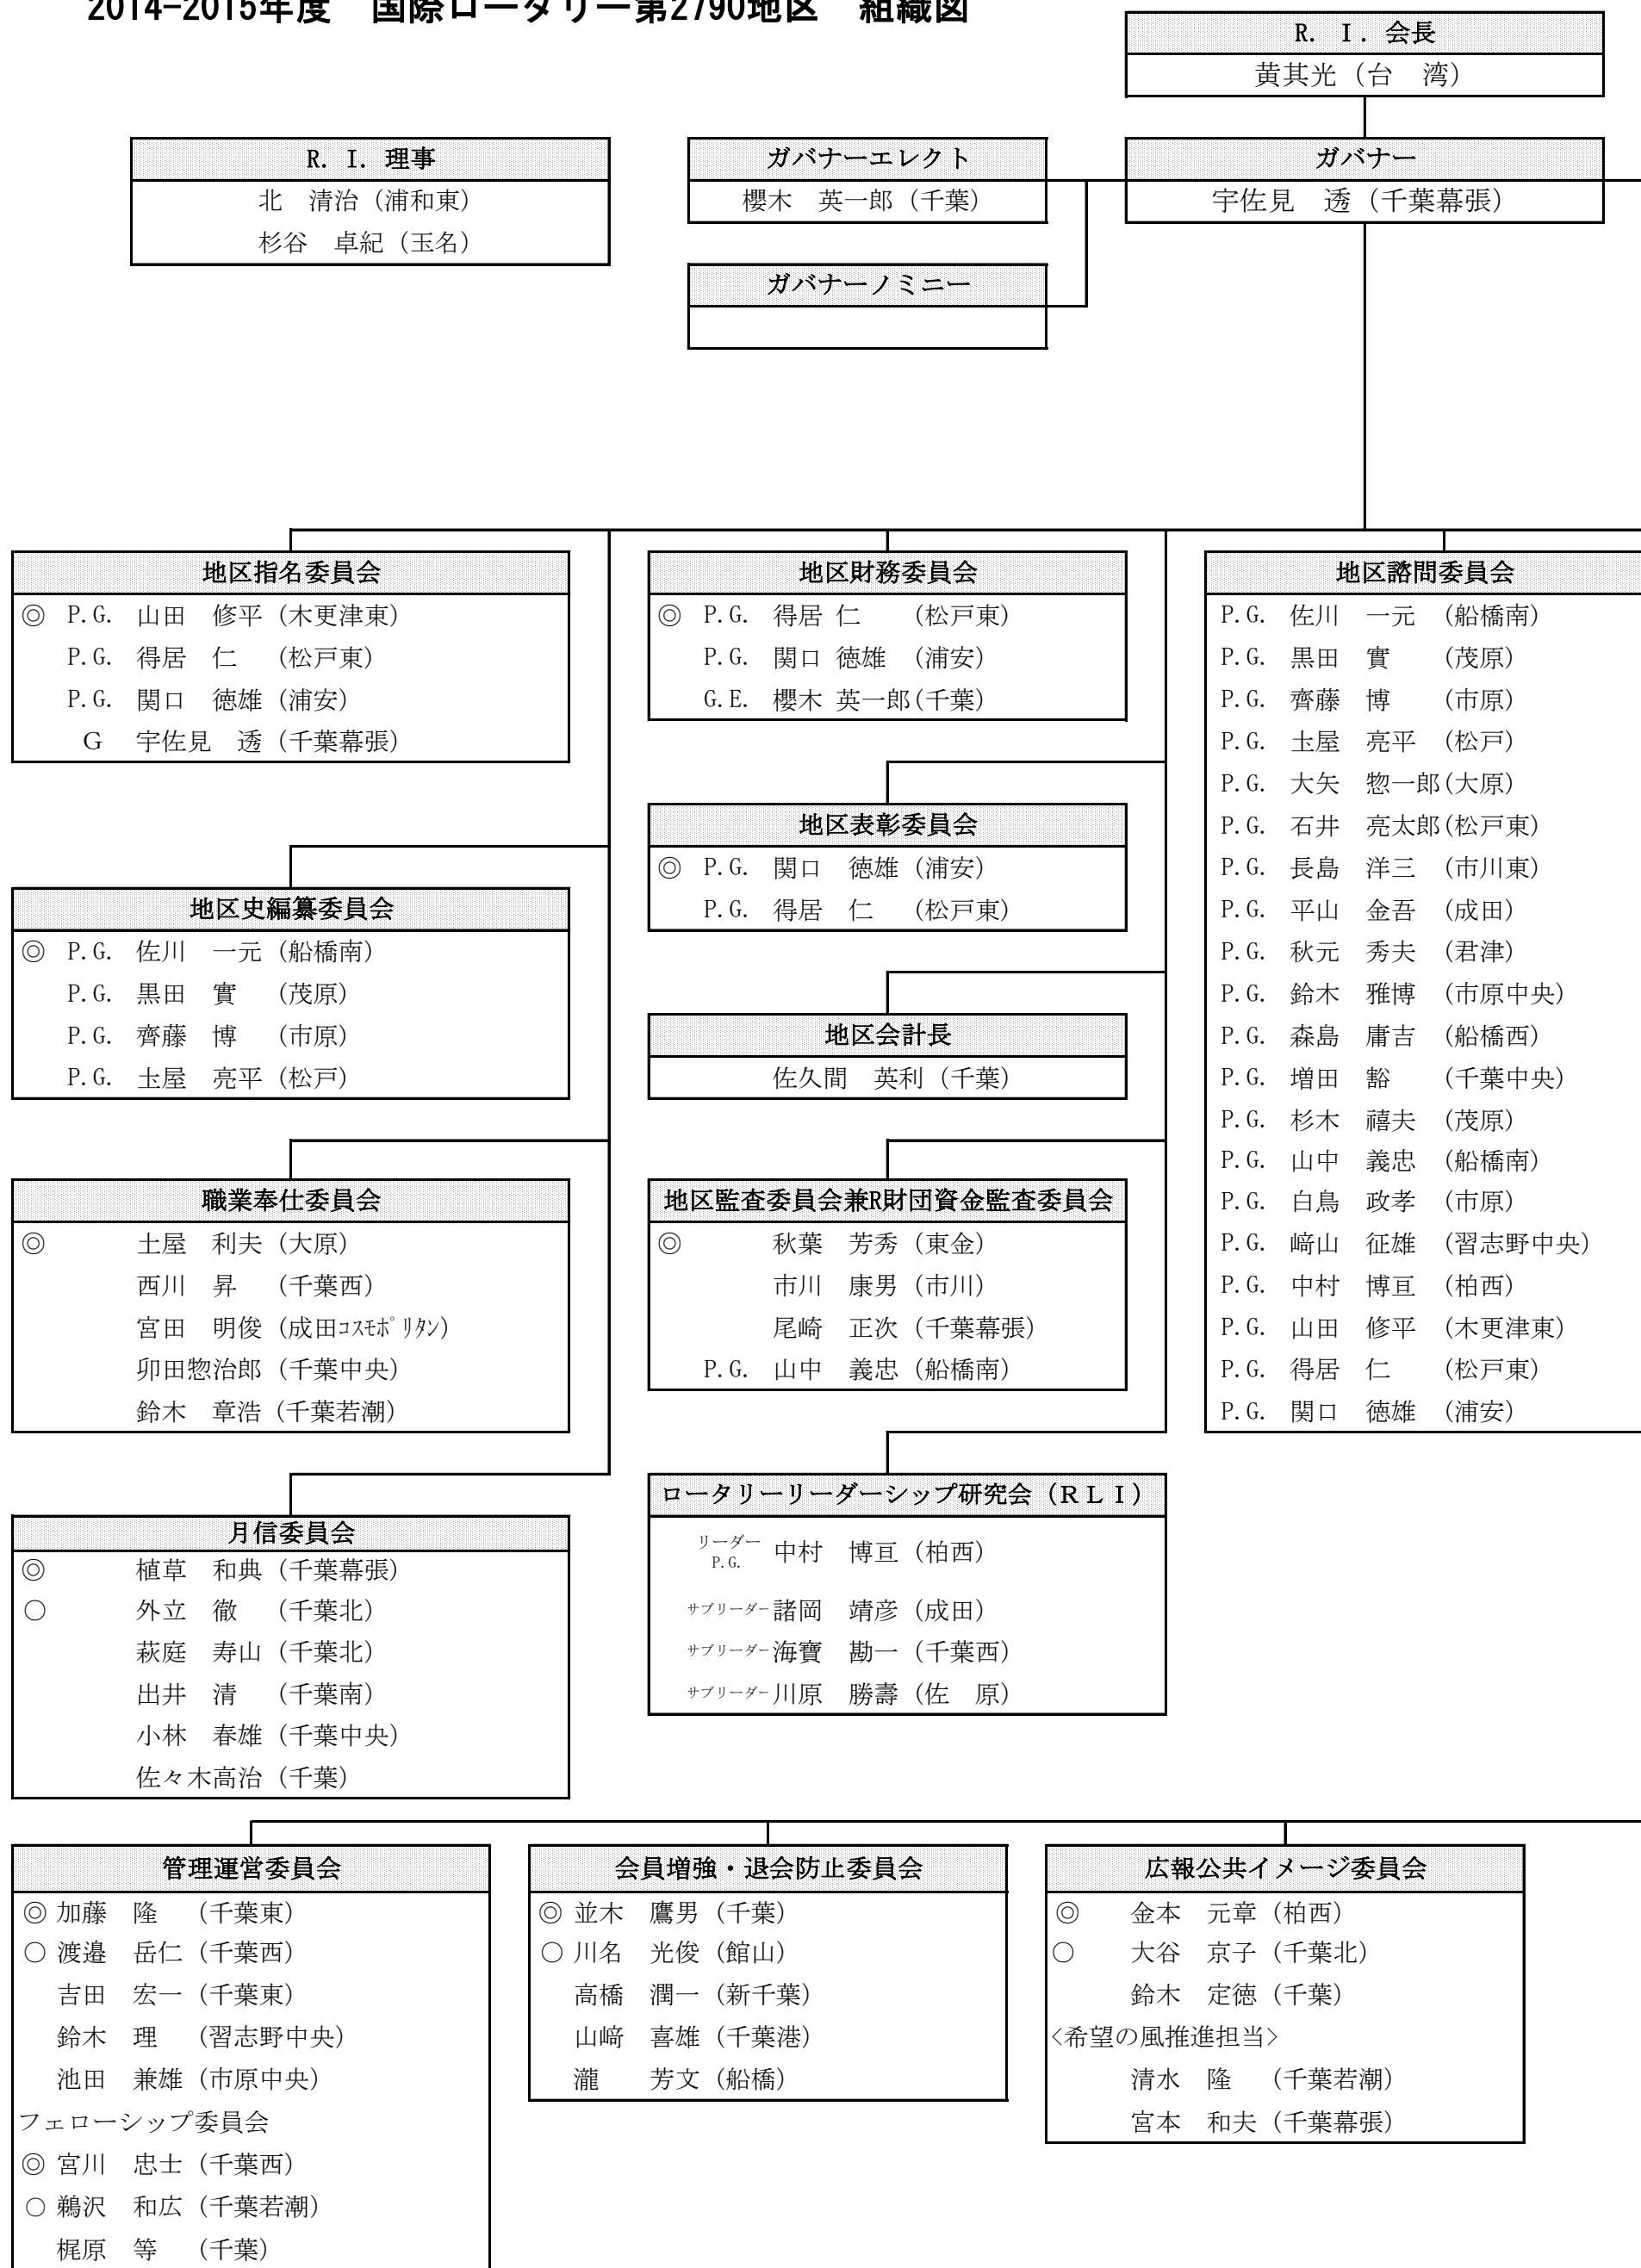 2014-2015年度　国際ロータリー第2790地区　組織図
R. I. 会長
黄其光（台　湾）
R. I. 理事
北　清治（浦和東）
杉谷　卓紀（玉名）
ガバナーエレクト
櫻木　英一郎（千葉）
ガバナー
宇佐見　透（千葉幕張）
ガバナーノミニー
地区指名委員会
◎ P.G. 山田　修平（木更津東）
P.G. 得居　仁　（松戸東）
P.G. 関口　徳雄（浦安）
G 宇佐見　透（千葉幕張）
地区史編纂委員会
◎ P.G. 佐川　一元（船橋南）
P.G. 黒田　實　（茂原）
P.G. 齊藤　博　（市原）
P.G. 土屋　亮平（松戸）
職業奉仕委員会
◎ 土屋　利夫（大原）
西川　昇　（千葉西）
宮田　明俊（成田ｺｽﾓﾎﾟﾘﾀﾝ）
卯田惣治郎（千葉中央）
鈴木　章浩（千葉若潮）
月信委員会
◎ 植草　和典（千葉幕張）
○ 外立　徹　（千葉北）
萩庭　寿山（千葉北）
出井　清　（千葉南）
小林　春雄（千葉中央）
佐々木高治（千葉）
地区財務委員会
◎ P.G. 得居 仁　（松戸東）
P.G. 関口 徳雄　（浦安）
G.E. 櫻木 英一郎（千葉）
地区表彰委員会
◎ P.G. 関口　徳雄（浦安）
P.G. 得居　仁　（松戸東）
地区会計長
佐久間　英利（千葉）
地区監査委員会兼R財団資金監査委員会
◎ 秋葉　芳秀（東金）
市川　康男（市川）
尾崎　正次（千葉幕張）
P.G. 山中　義忠（船橋南）
ロータリーリーダーシップ研究会（ＲＬＩ）
リーダー
P.G. 中村　博亘（柏西）
サブリーダー 諸岡　靖彦（成田）
サブリーダー 海寶　勘一（千葉西）
サブリーダー 川原　勝壽（佐　原）
地区諮問委員会
P.G. 佐川　一元　（船橋南）
P.G. 黒田　實　（茂原）
P.G. 齊藤　博　（市原）
P.G. 土屋　亮平　（松戸）
P.G. 大矢　惣一郎（大原）
P.G. 石井　亮太郎（松戸東）
P.G. 長島　洋三　（市川東）
P.G. 平山　金吾　（成田）
P.G. 秋元　秀夫　（君津）
P.G. 鈴木　雅博　（市原中央）
P.G. 森島　庸吉　（船橋西）
P.G. 増田　豁　（千葉中央）
P.G. 杉木　禧夫　（茂原）
P.G. 山中　義忠　（船橋南）
P.G. 白鳥　政孝　（市原）
P.G. 﨑山　征雄　（習志野中央）
P.G. 中村　博亘　（柏西）
P.G. 山田　修平　（木更津東）
P.G. 得居　仁　（松戸東）
P.G. 関口　徳雄　（浦安）
管理運営委員会
◎ 加藤　隆　（千葉東）
○ 渡邉　岳仁（千葉西）
吉田　宏一（千葉東）
鈴木　理　（習志野中央）
池田　兼雄（市原中央）
フェローシップ委員会
◎ 宮川　忠士（千葉西）
○ 鵜沢　和広（千葉若潮）
梶原　等　（千葉）
会員増強・退会防止委員会
◎ 並木　鷹男（千葉）
○ 川名　光俊（館山）
高橋　潤一（新千葉）
山﨑　喜雄（千葉港）
瀧　芳文（船橋）
広報公共イメージ委員会
◎ 金本　元章（柏西）
○ 大谷　京子（千葉北）
鈴木　定徳（千葉）
<希望の風推進担当>
清水　隆　（千葉若潮）
宮本　和夫（千葉幕張）